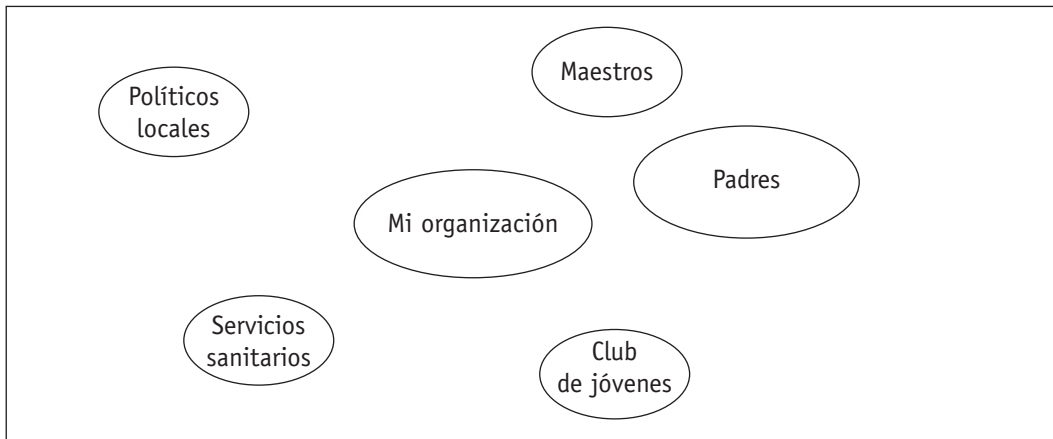 Maestros
Políticos
locales
Padres
Mi organización
Servicios
sanitarios
Club
de jóvenes